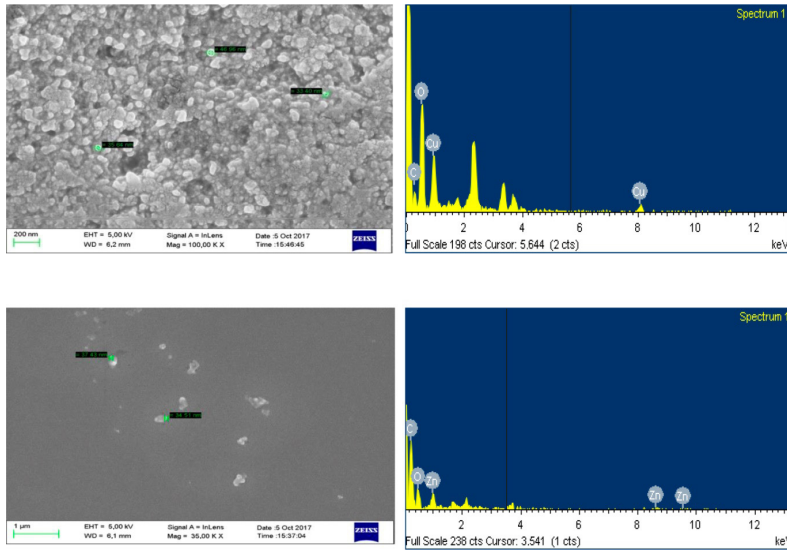 Spectrum 1
O
Cu
C
Cu
0 2 4 6 8 10 12
Full Scale 198 cts Cursor: 5.644 (2 cts) keV
200 nm
EHT = 5,00 kV
WD = 6,2 mm
Signal A = InLens
Mag = 100,00 K X
Date :5 Oct 2017
Time :15:46:45
ZEISS
Spectrum 1
C
O
Zn
Zn
Zn
2 4 6 8 10 12
Full Scale 238 cts Cursor: 3.541 (1 cts) keV
1 µm
EHT = 5,00 kV
WD = 6,1 mm
Signal A = InLens
Mag = 35,00 K X
Date :5 Oct 2017
Time :15:37:04
ZEISS